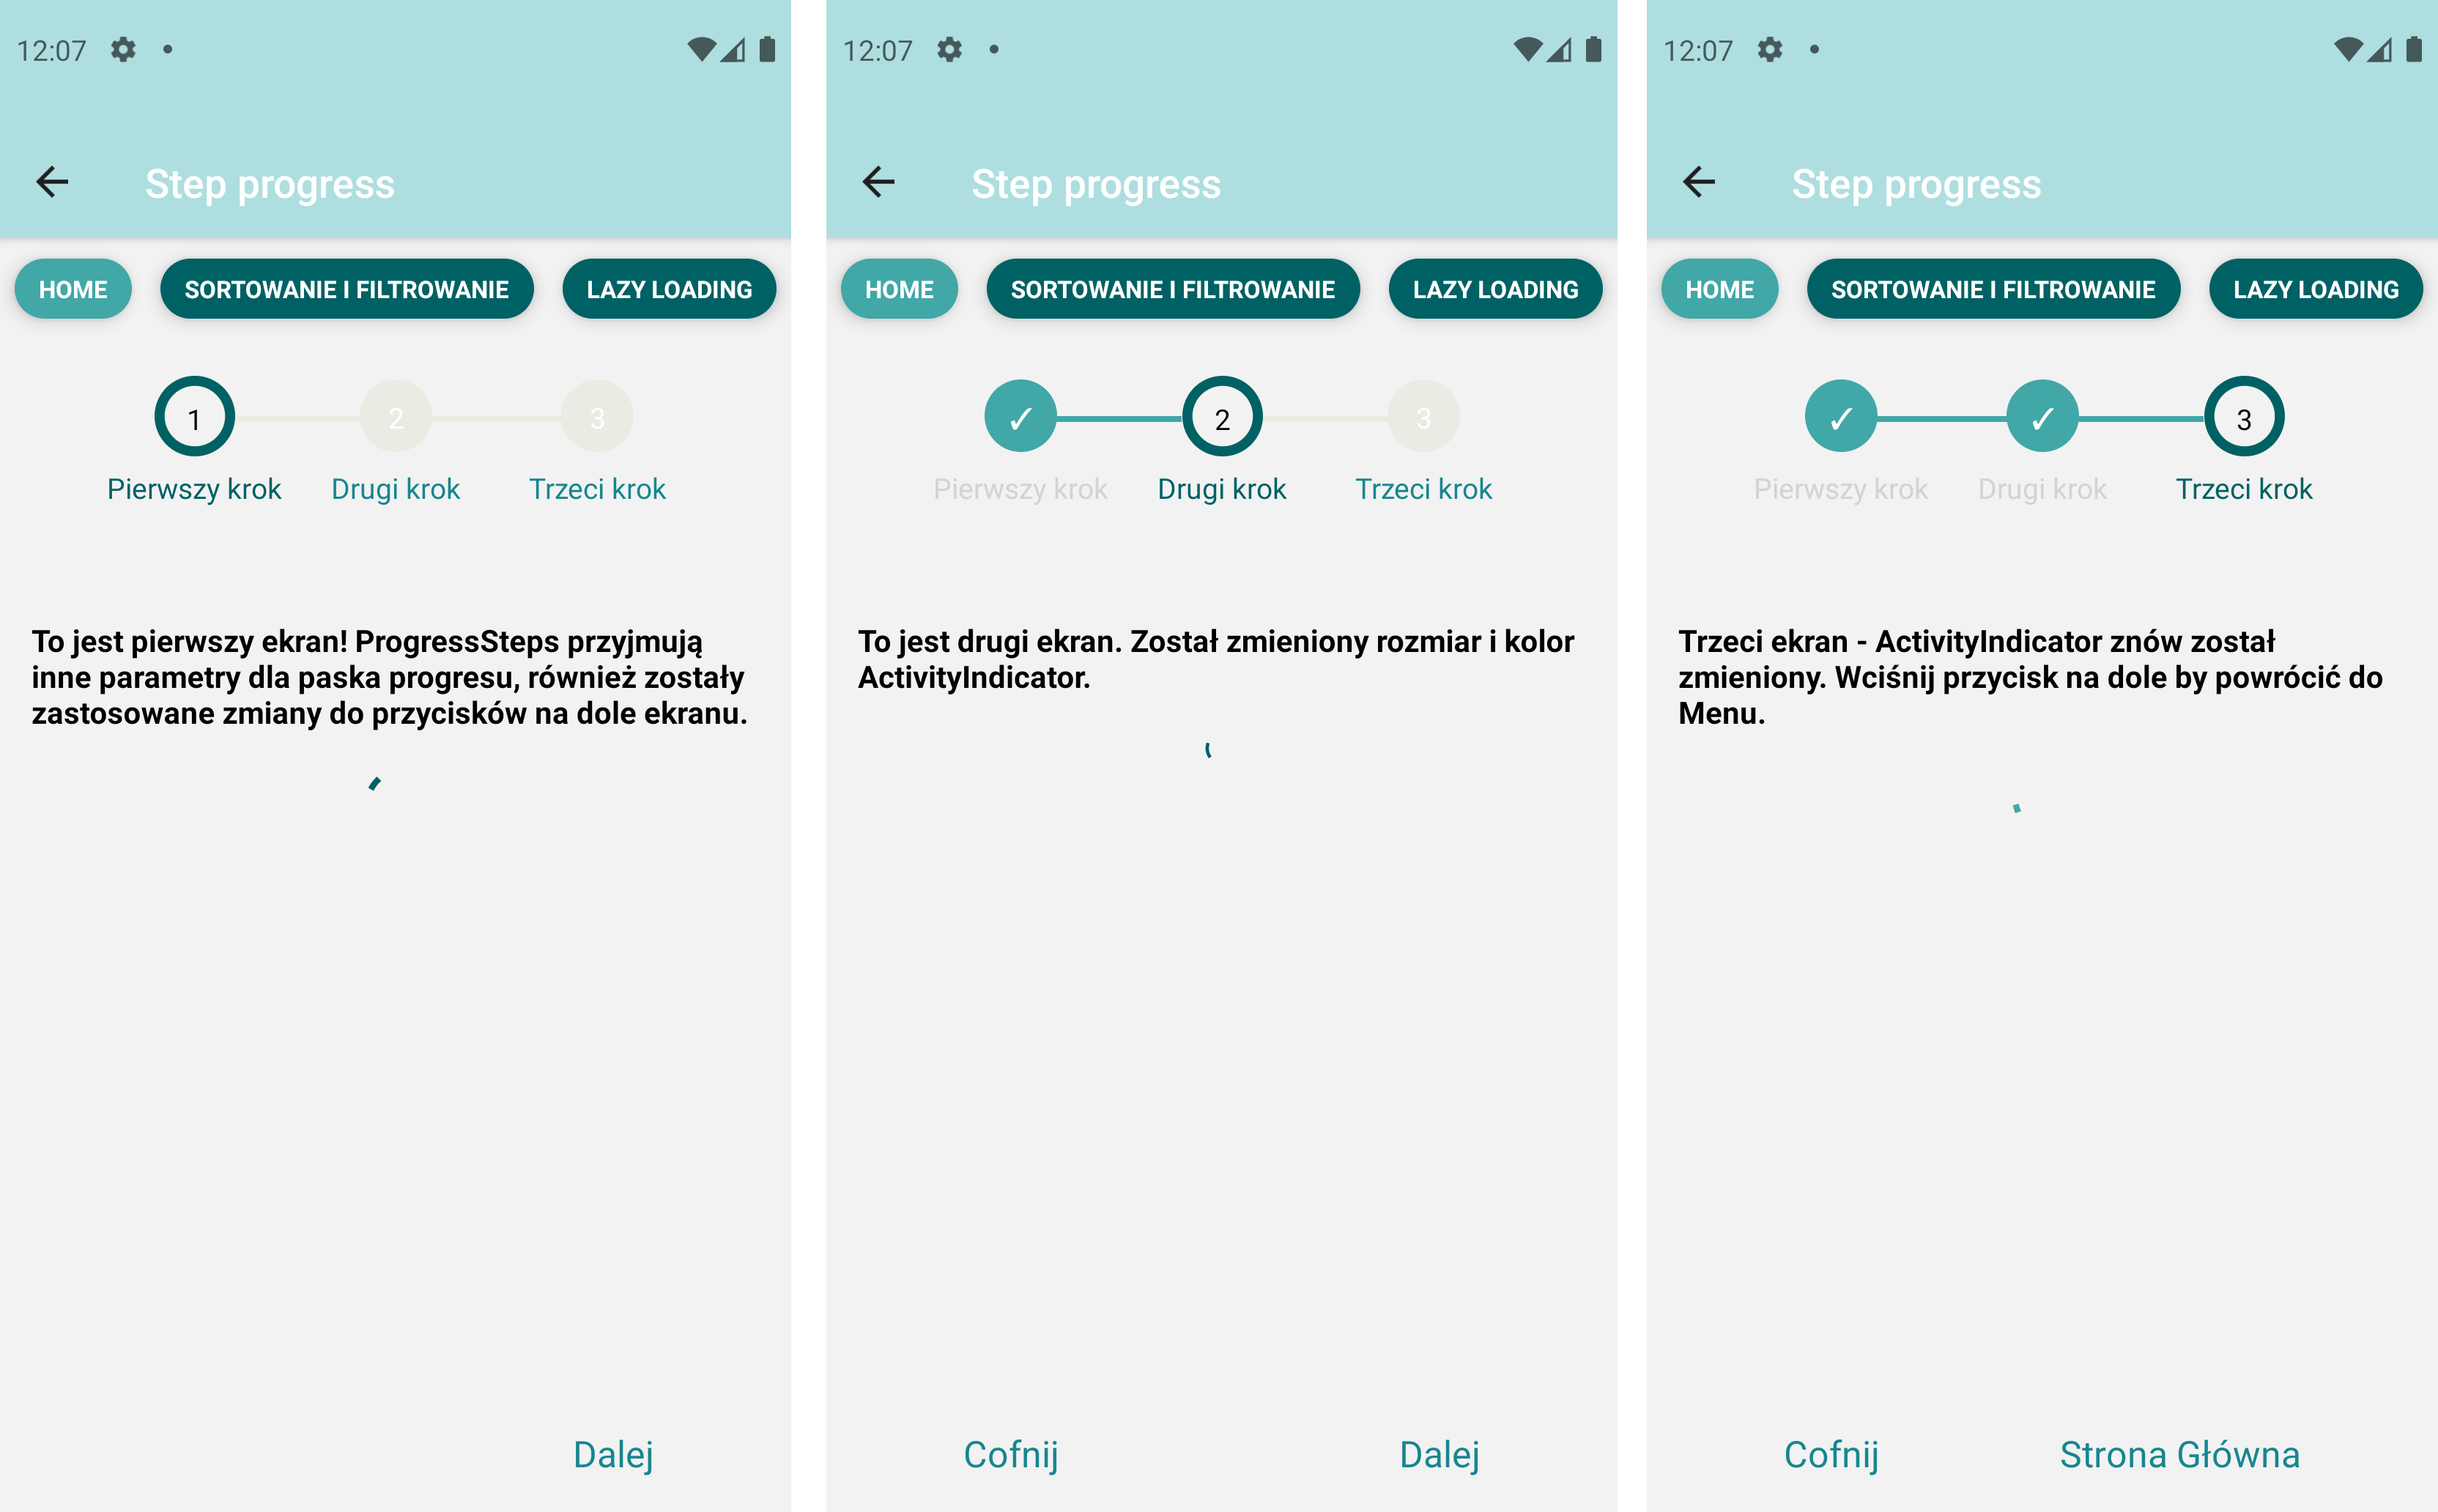 12:07
Step progress
HOME
SORTOWANIE I FILTROWANIE
LAZY LOADING
1
2
3
Pierwszy krok
Drugi krok
Trzeci krok
To jest pierwszy ekran! ProgressSteps przyjmują
inne parametry dla paska progresu, również zostały
zastosowane zmiany do przycisków na dole ekranu.
Dalej
12:07
Step progress
HOME
SORTOWANIE I FILTROWANIE
LAZY LOADING
✓
2
3
Pierwszy krok
Drugi krok
Trzeci krok
To jest drugi ekran. Został zmieniony rozmiar i kolor
ActivityIndicator.
Cofnij
Dalej
12:07
Step progress
HOME
SORTOWANIE I FILTROWANIE
LAZY LOADING
✓
✓
3
Pierwszy krok
Drugi krok
Trzeci krok
Trzeci ekran - ActivityIndicator znów został
zmieniony. Wciśnij przycisk na dole by powrócić do
Menu.
Cofnij
Strona Główna